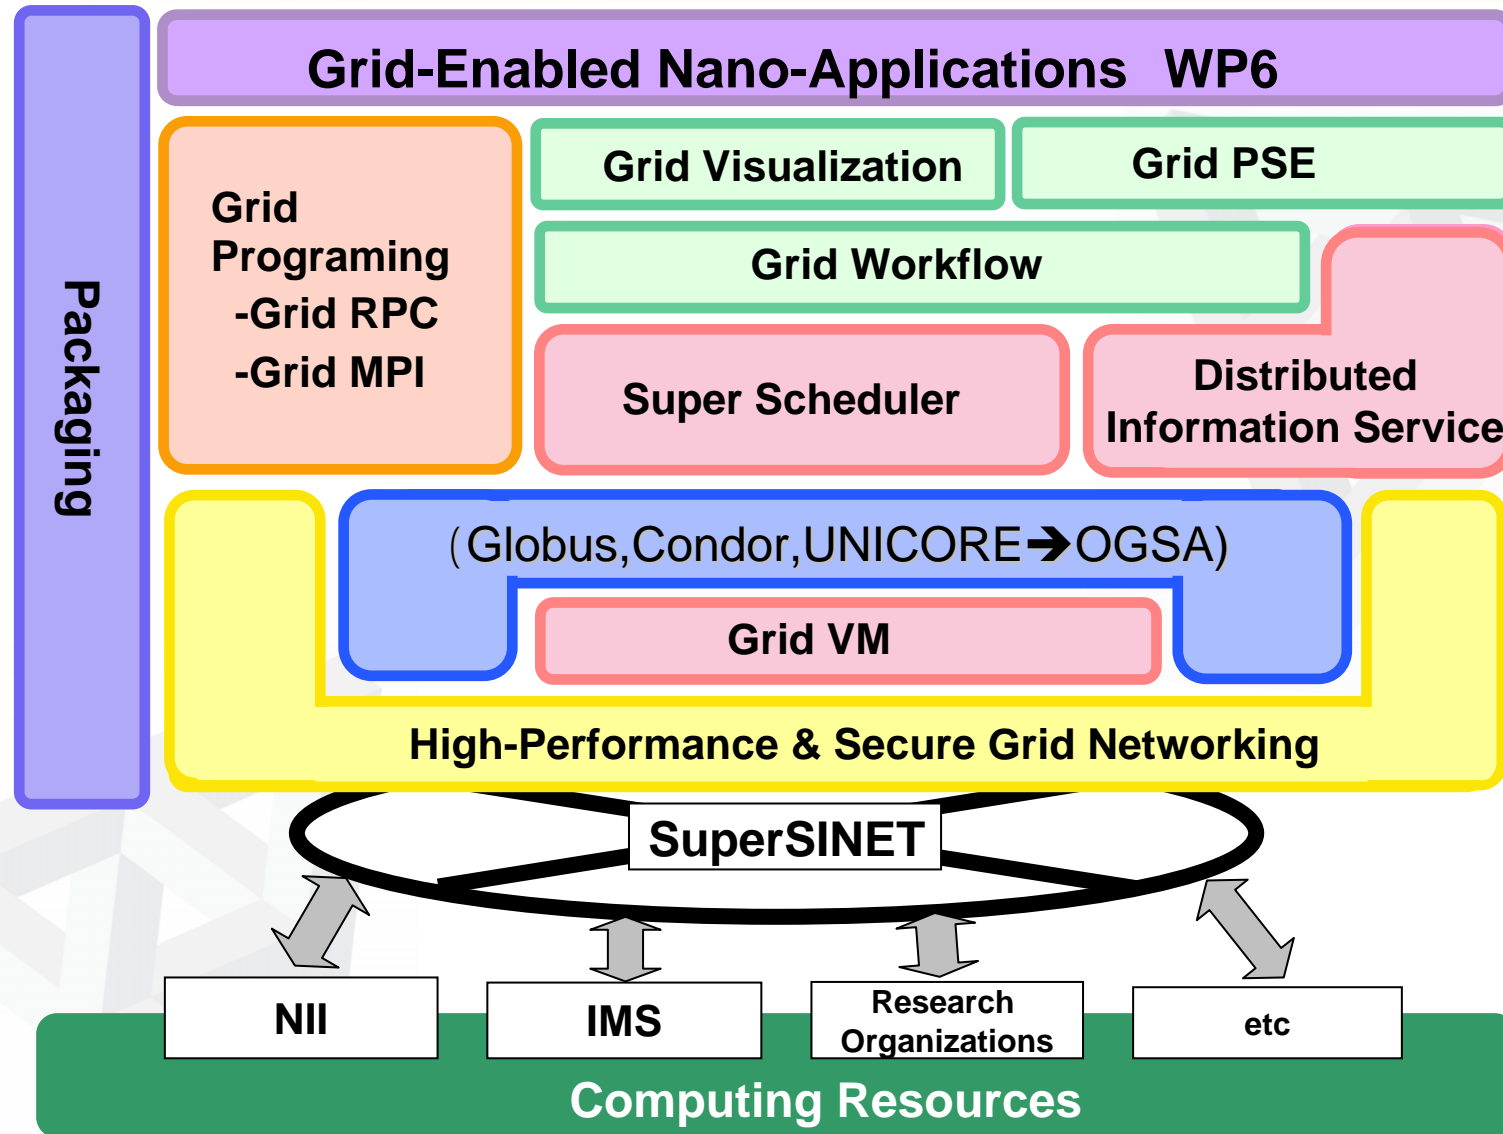 Grid-Enabled Nano-Applications WP6
Packaging
Grid
Programing
-Grid RPC
-Grid MPI
Grid Visualization
Grid PSE
Grid Workflow
Super Scheduler
Distributed
Information Service
(Globus,Condor,UNICORE➔OGSA)
Grid VM
High-Performance & Secure Grid Networking
SuperSINET
NII
IMS
Research
Organizations
etc
Computing Resources